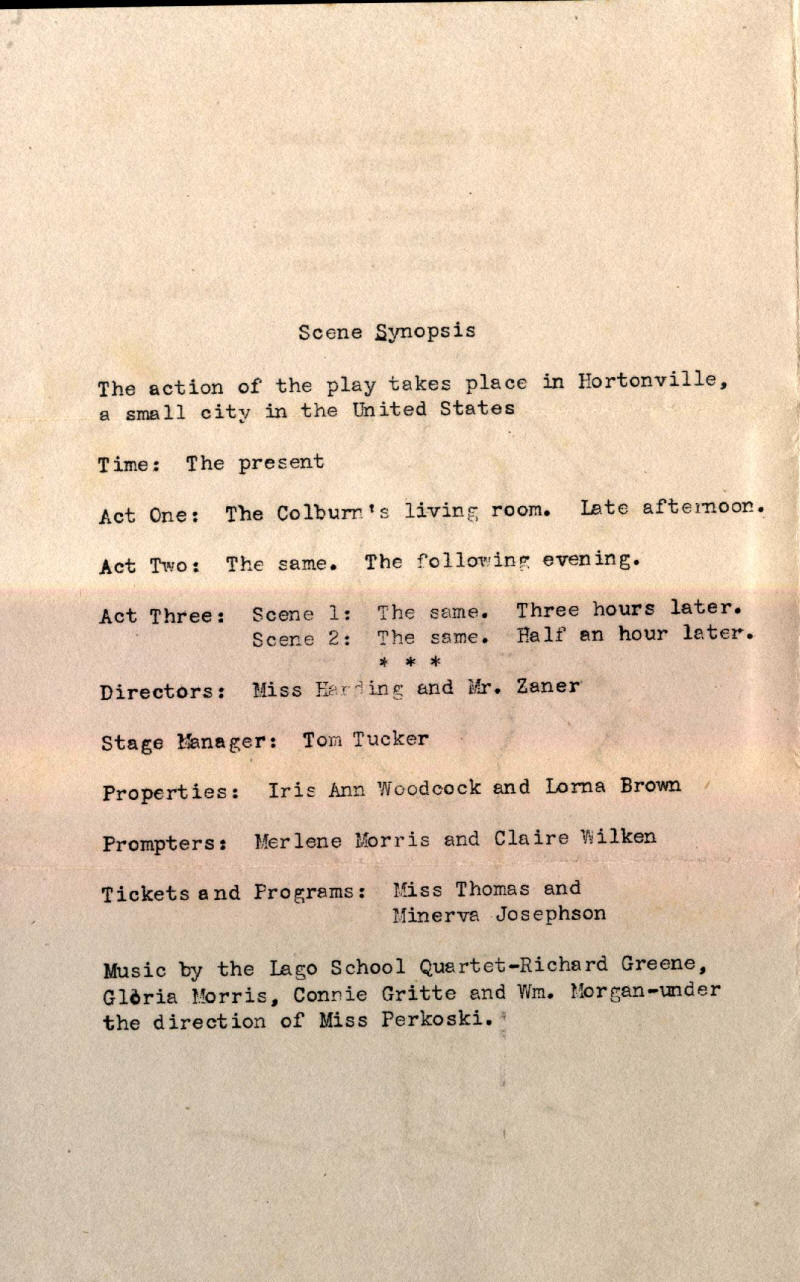 Scene Synopsis
The action of the play takes place in Hortonville,
a small city in the United States
Time: The present
Act One: The Colburn's living room. Late afternoon.
Act Two: The same. The following evening.
Act Three: Scene 1: The same. Three hours later.
Scene 2: The same. Half an hour later.
* * *
Directors: Miss Harding and Mr. Zaner
Stage Manager: Tom Tucker
Properties: Iris Ann Woodcock and Lorna Brown
Prompters: Merlene Morris and Claire Wilken
Tickets and Programs: Miss Thomas and
Minerva Josephson
Music by the Lago School Quartet-Richard Greene,
Gloria Morris, Connie Gritte and Wm. Morgan-under
the direction of Miss Perkoski.